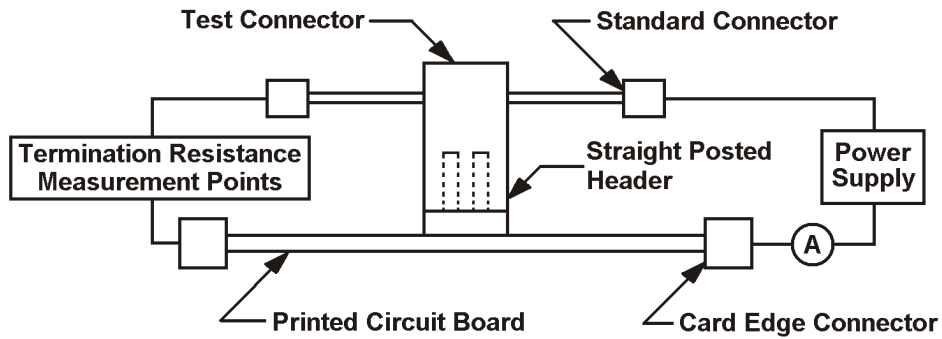 Test Connector
Standard Connector
Termination Resistance
Measurement Points
Straight Posted
Header
Power
Supply
A
Printed Circuit Board
Card Edge Connector